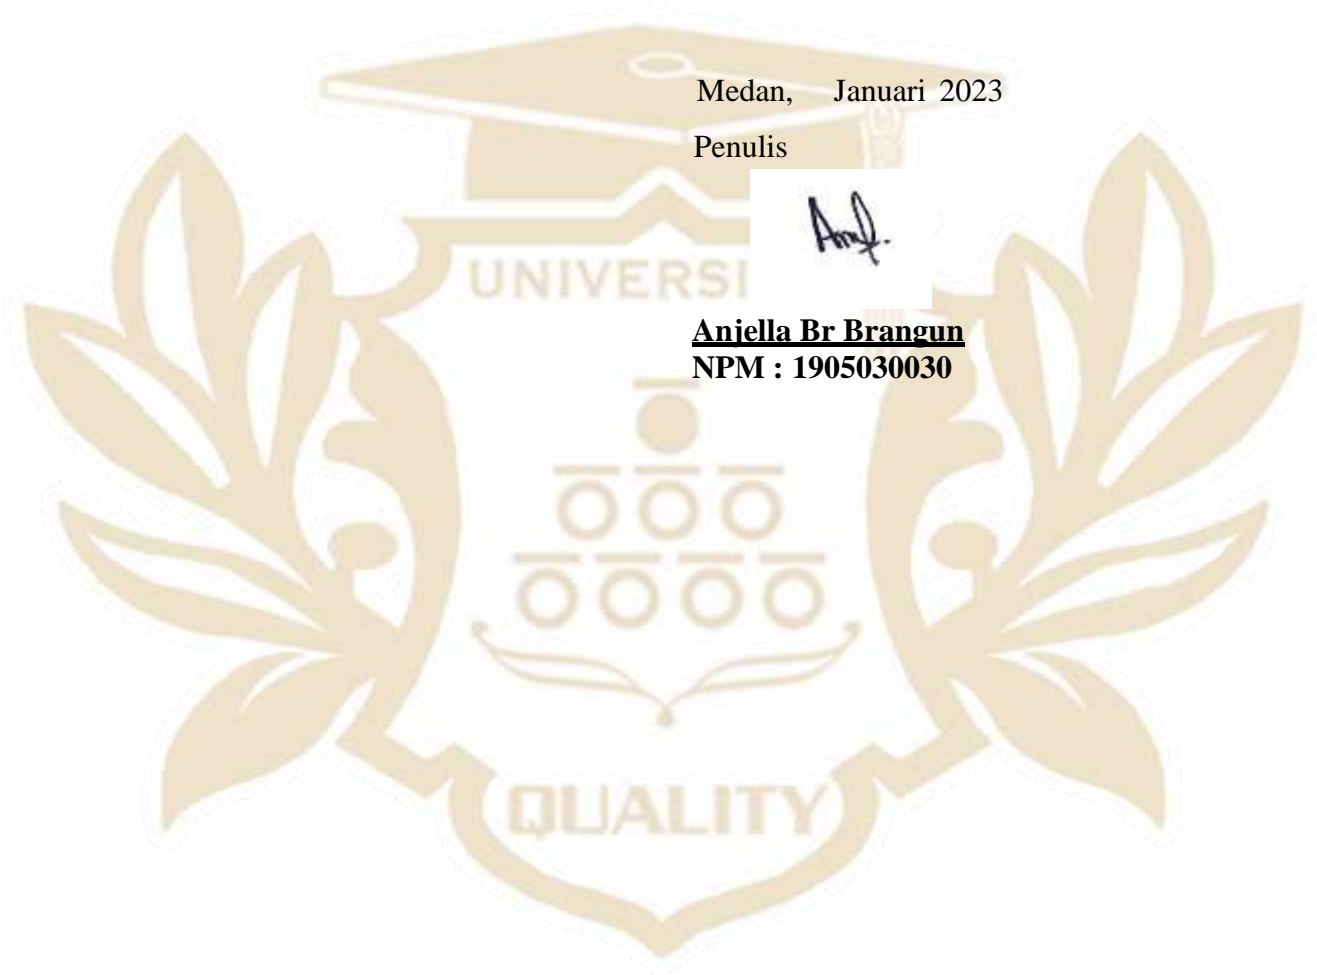 Medan, Januari 2023
Penulis
UNIVERSI
Anjella Br Brangun
NPM : 1905030030
QUALITY